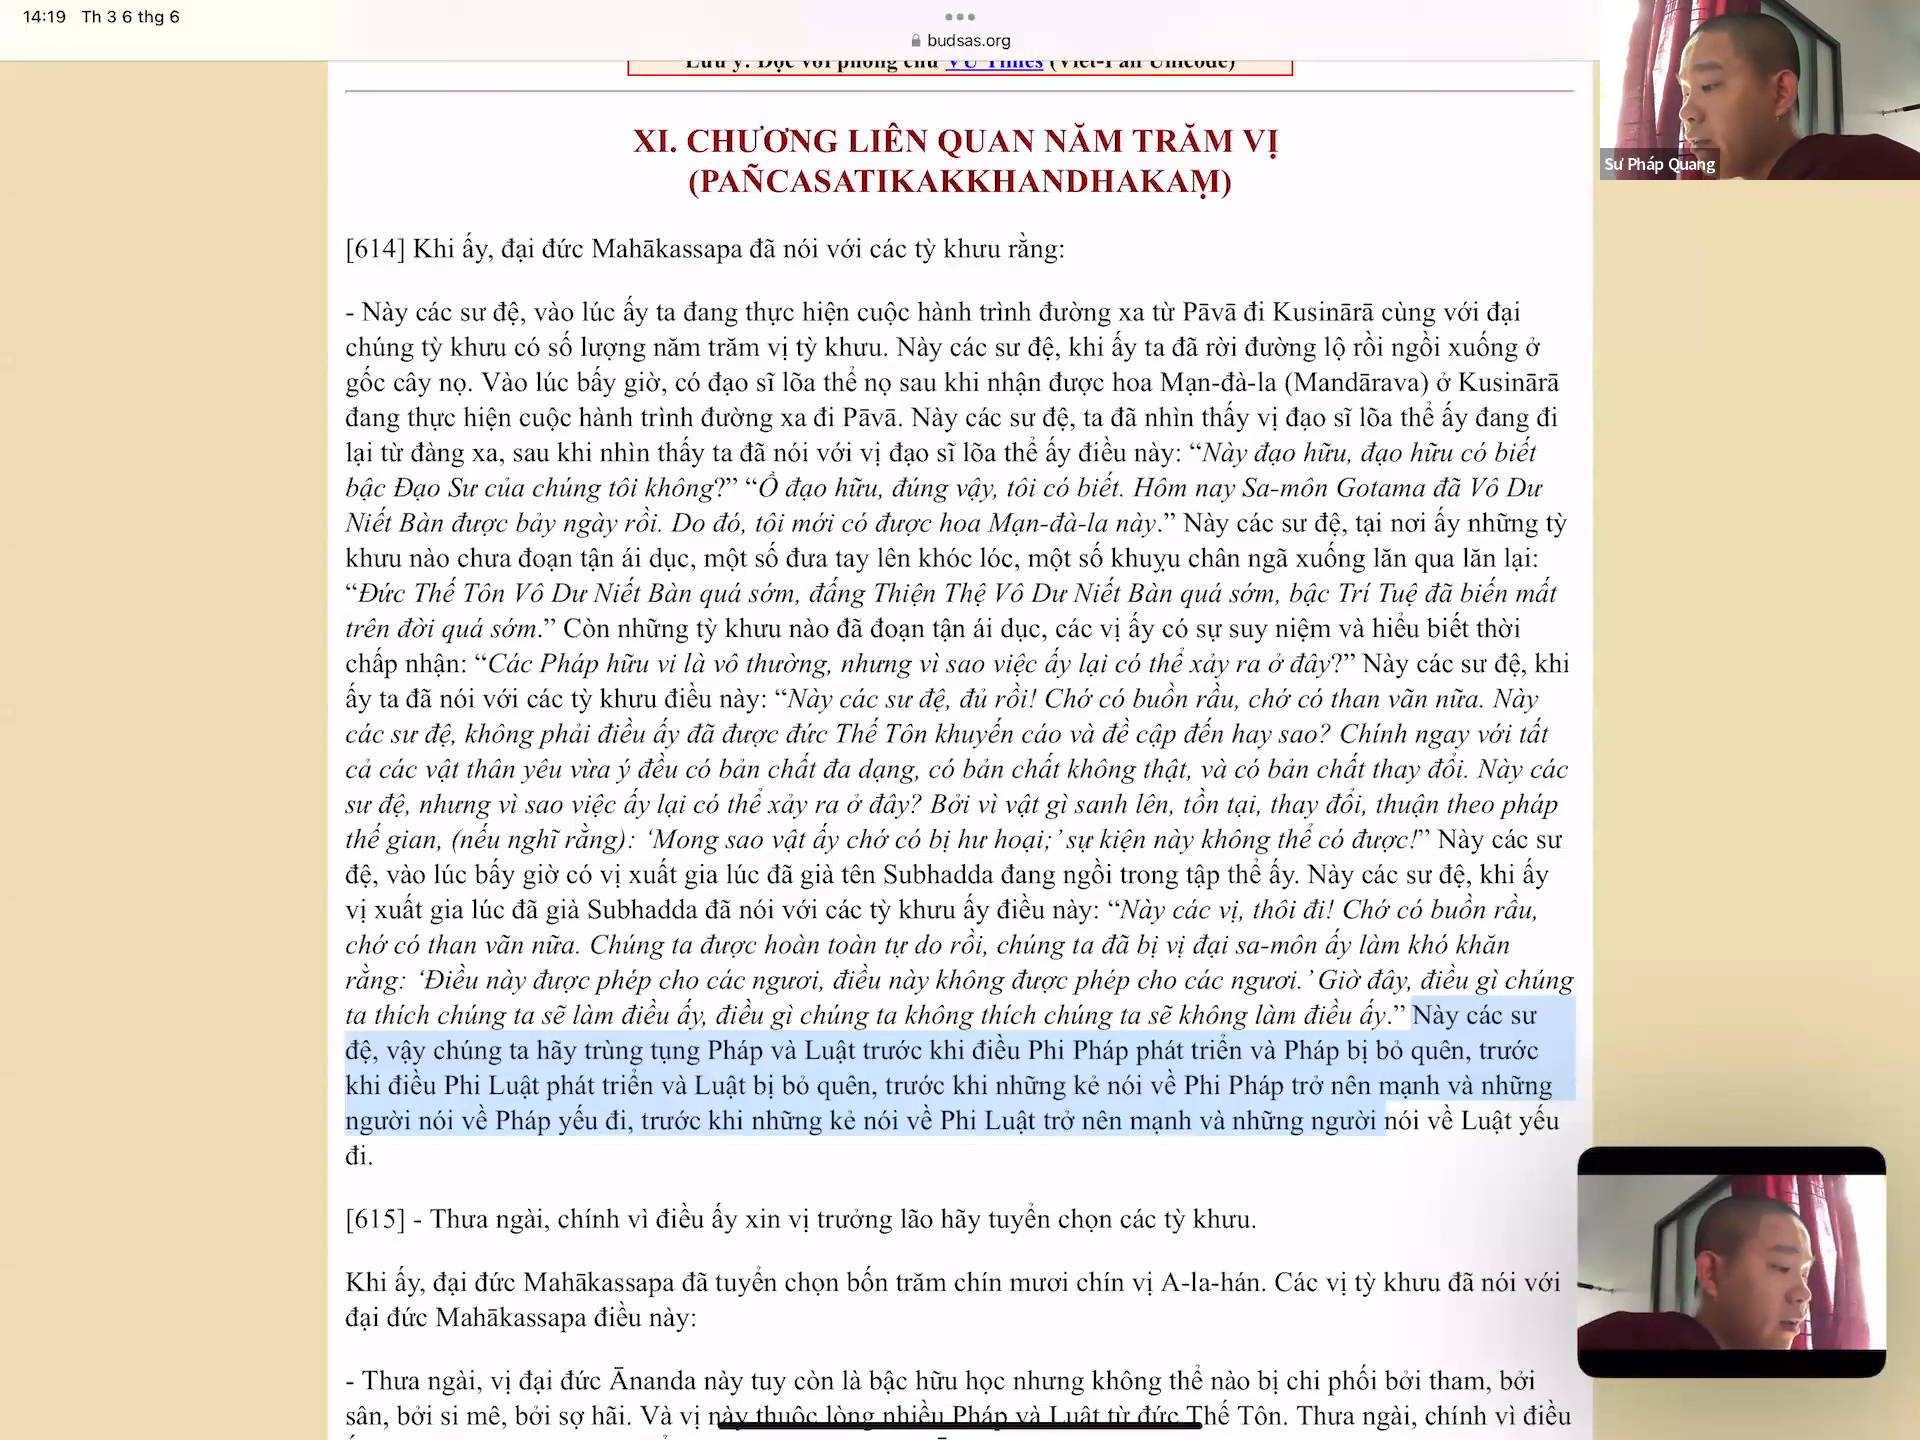 14:19 Th 3 6 thg 6
budsas.org
Lưu ý: Đọc với phông chữ VU Times (Viet-Pali Unicode)
Sư Pháp Quang
XI. CHƯƠNG LIÊN QUAN NĂM TRĂM VỊ
(PAÑCASATIKAKKHANDHAKAṂ)
[614] Khi ấy, đại đức Mahākassapa đã nói với các tỳ khưu rằng:
- Này các sư đệ, vào lúc ấy ta đang thực hiện cuộc hành trình đường xa từ Pāvā đi Kusinārā cùng với đại
chúng tỳ khưu có số lượng năm trăm vị tỳ khưu. Này các sư đệ, khi ấy ta đã rời đường lộ rồi ngồi xuống ở
gốc cây nọ. Vào lúc bấy giờ, có đạo sĩ lõa thể nọ sau khi nhận được hoa Mạn-đà-la (Mandārava) ở Kusinārā
đang thực hiện cuộc hành trình đường xa đi Pāvā. Này các sư đệ, ta đã nhìn thấy vị đạo sĩ lõa thể ấy đang đi
lại từ đàng xa, sau khi nhìn thấy ta đã nói với vị đạo sĩ lõa thể ấy điều này: “Này đạo hữu, đạo hữu có biết
bậc Đạo Sư của chúng tôi không?” “Ồ đạo hữu, đúng vậy, tôi có biết. Hôm nay Sa-môn Gotama đã Vô Dư
Niết Bàn được bảy ngày rồi. Do đó, tôi mới có được hoa Mạn-đà-la này.” Này các sư đệ, tại nơi ấy những tỳ
khưu nào chưa đoạn tận ái dục, một số đưa tay lên khóc lóc, một số khuỵu chân ngã xuống lăn qua lăn lại:
“Đức Thế Tôn Vô Dư Niết Bàn quá sớm, đấng Thiện Thệ Vô Dư Niết Bàn quá sớm, bậc Trí Tuệ đã biến mất
trên đời quá sớm.” Còn những tỳ khưu nào đã đoạn tận ái dục, các vị ấy có sự suy niệm và hiểu biết thời
chấp nhận: “Các Pháp hữu vi là vô thường, nhưng vì sao việc ấy lại có thể xảy ra ở đây?” Này các sư đệ, khi
ấy ta đã nói với các tỳ khưu điều này: “Này các sư đệ, đủ rồi! Chớ có buồn rầu, chớ có than vãn nữa. Này
các sư đệ, không phải điều ấy đã được đức Thế Tôn khuyến cáo và đề cập đến hay sao? Chính ngay với tất
cả các vật thân yêu vừa ý đều có bản chất đa dạng, có bản chất không thật, và có bản chất thay đổi. Này các
sư đệ, nhưng vì sao việc ấy lại có thể xảy ra ở đây? Bởi vì vật gì sanh lên, tồn tại, thay đổi, thuận theo pháp
thế gian, (nếu nghĩ rằng): ‘Mong sao vật ấy chớ có bị hư hoại;’ sự kiện này không thể có được!” Này các sư
đệ, vào lúc bấy giờ có vị xuất gia lúc đã già tên Subhadda đang ngồi trong tập thể ấy. Này các sư đệ, khi ấy
vị xuất gia lúc đã già Subhadda đã nói với các tỳ khưu ấy điều này: “Này các vị, thôi đi! Chớ có buồn rầu,
chớ có than vãn nữa. Chúng ta được hoàn toàn tự do rồi, chúng ta đã bị vị đại sa-môn ấy làm khó khăn
rằng: ‘Điều này được phép cho các ngươi, điều này không được phép cho các ngươi.’ Giờ đây, điều gì chúng
ta thích chúng ta sẽ làm điều ấy, điều gì chúng ta không thích chúng ta sẽ không làm điều ấy.” Này các sư
đệ, vậy chúng ta hãy trùng tụng Pháp và Luật trước khi điều Phi Pháp phát triển và Pháp bị bỏ quên, trước
khi điều Phi Luật phát triển và Luật bị bỏ quên, trước khi những kẻ nói về Phi Pháp trở nên mạnh và những
người nói về Pháp yếu đi, trước khi những kẻ nói về Phi Luật trở nên mạnh và những người nói về Luật yếu
đi.
[615] - Thưa ngài, chính vì điều ấy xin vị trưởng lão hãy tuyển chọn các tỳ khưu.
Khi ấy, đại đức Mahākassapa đã tuyển chọn bốn trăm chín mươi chín vị A-la-hán. Các vị tỳ khưu đã nói với
đại đức Mahākassapa điều này:
- Thưa ngài, vị đại đức Ānanda này tuy còn là bậc hữu học nhưng không thể nào bị chi phối bởi tham, bởi
sân, bởi si mê, bởi sợ hãi. Và vị này thuộc lòng nhiều Pháp và Luật từ đức Thế Tôn. Thưa ngài, chính vì điều